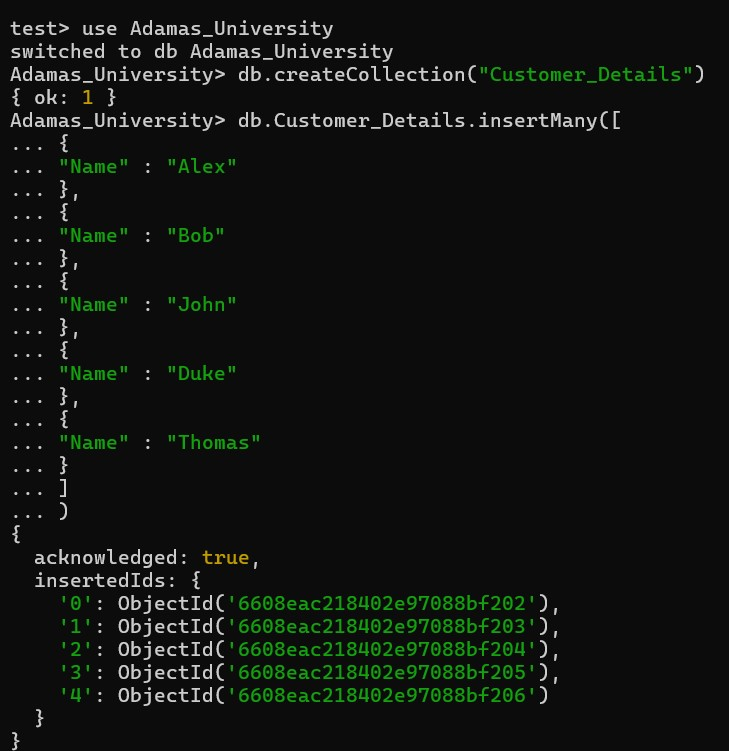 test> use Adamas_University
switched to db Adamas_University
Adamas_University> db.createCollection("Customer_Details")
{ ok: 1 }
Adamas_University> db.Customer_Details.insertMany([
... {
... "Name" : "Alex"
... },
... {
... "Name" : "Bob"
... },
... {
... "Name" : "John"
... },
... {
... "Name" : "Duke"
... },
... {
... "Name" : "Thomas"
... }
... ]
... )
{
  acknowledged: true,
  insertedIds: {
    '0': ObjectId('6608eac218402e97088bf202'),
    '1': ObjectId('6608eac218402e97088bf203'),
    '2': ObjectId('6608eac218402e97088bf204'),
    '3': ObjectId('6608eac218402e97088bf205'),
    '4': ObjectId('6608eac218402e97088bf206')
  }
}